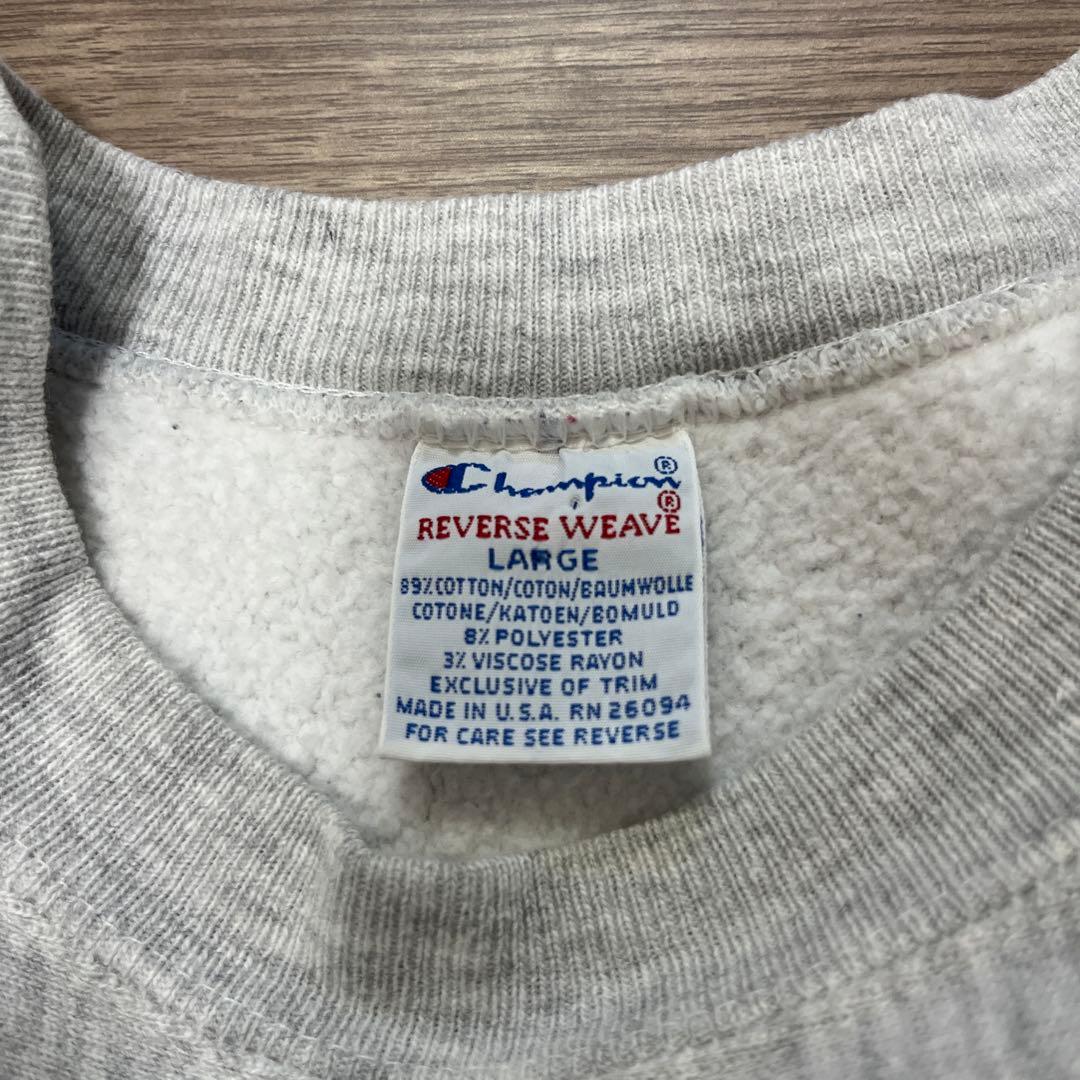 Champion®
REVERSE WEAVE®
LARGE
89% COTTON/COTON/BAUMWOLLE
COTONE/KATOEN/BOMULD
8% POLYESTER
3% VISCOSE RAYON
EXCLUSIVE OF TRIM
MADE IN U.S.A. RN 26094
FOR CARE SEE REVERSE